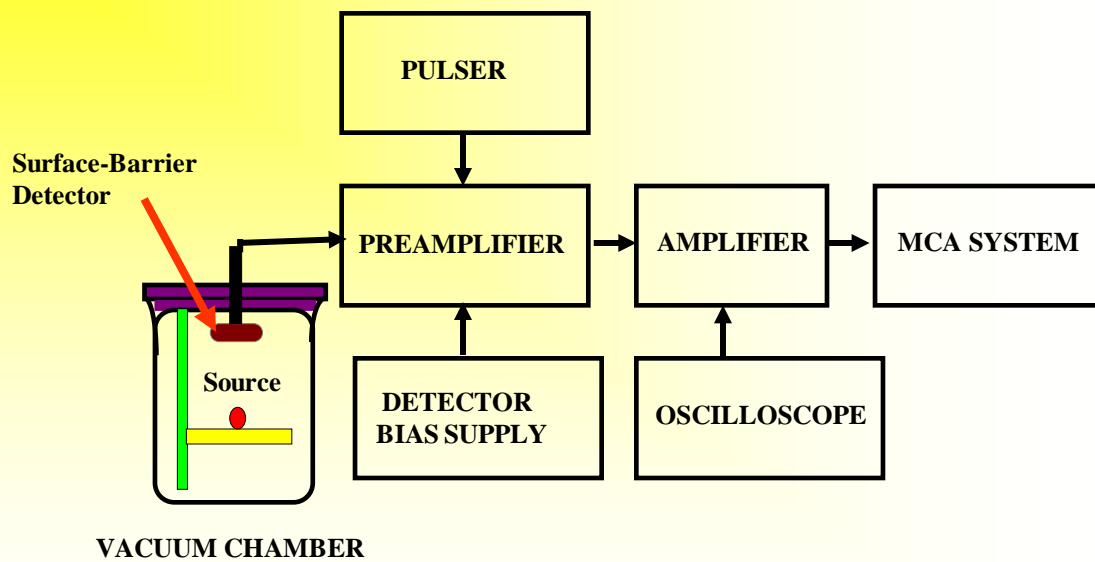 PULSER
Surface-Barrier
Detector
PREAMPLIFIER
AMPLIFIER
MCA SYSTEM
Source
DETECTOR
BIAS SUPPLY
OSCILLOSCOPE
VACUUM CHAMBER